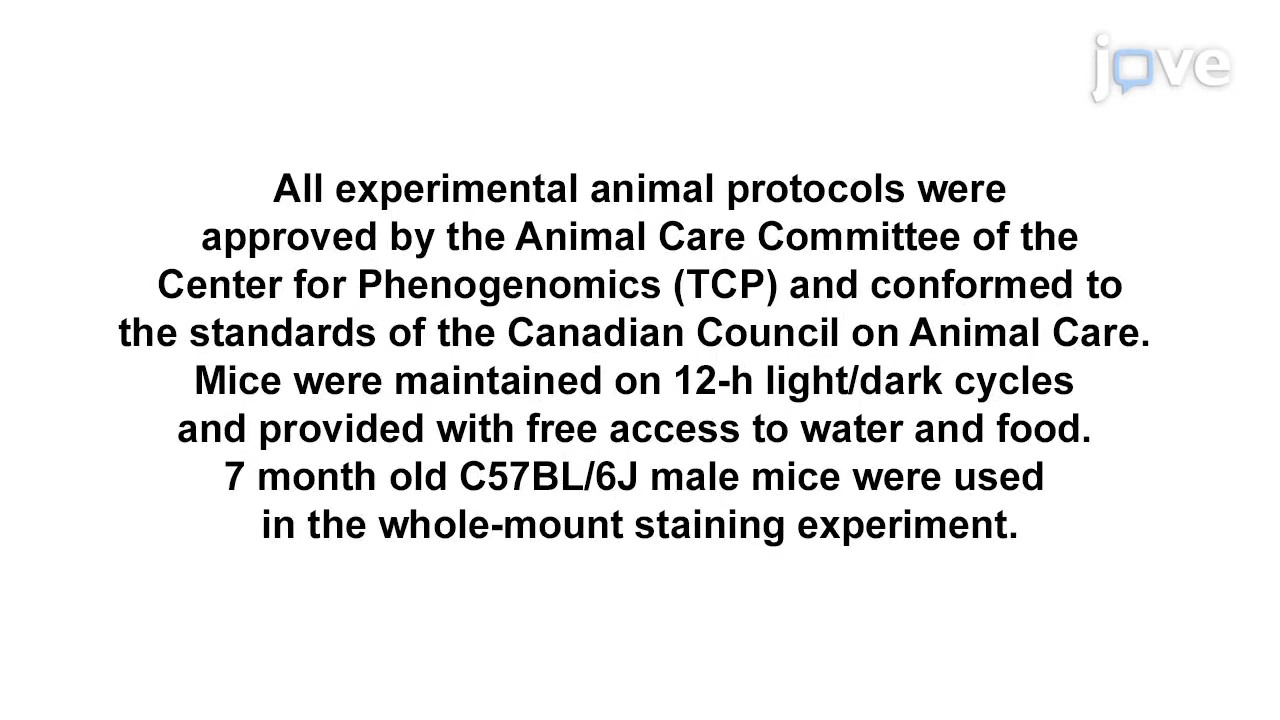 jove
All experimental animal protocols were
approved by the Animal Care Committee of the
Center for Phenogenomics (TCP) and conformed to
the standards of the Canadian Council on Animal Care.
Mice were maintained on 12-h light/dark cycles
and provided with free access to water and food.
7 month old C57BL/6J male mice were used
in the whole-mount staining experiment.